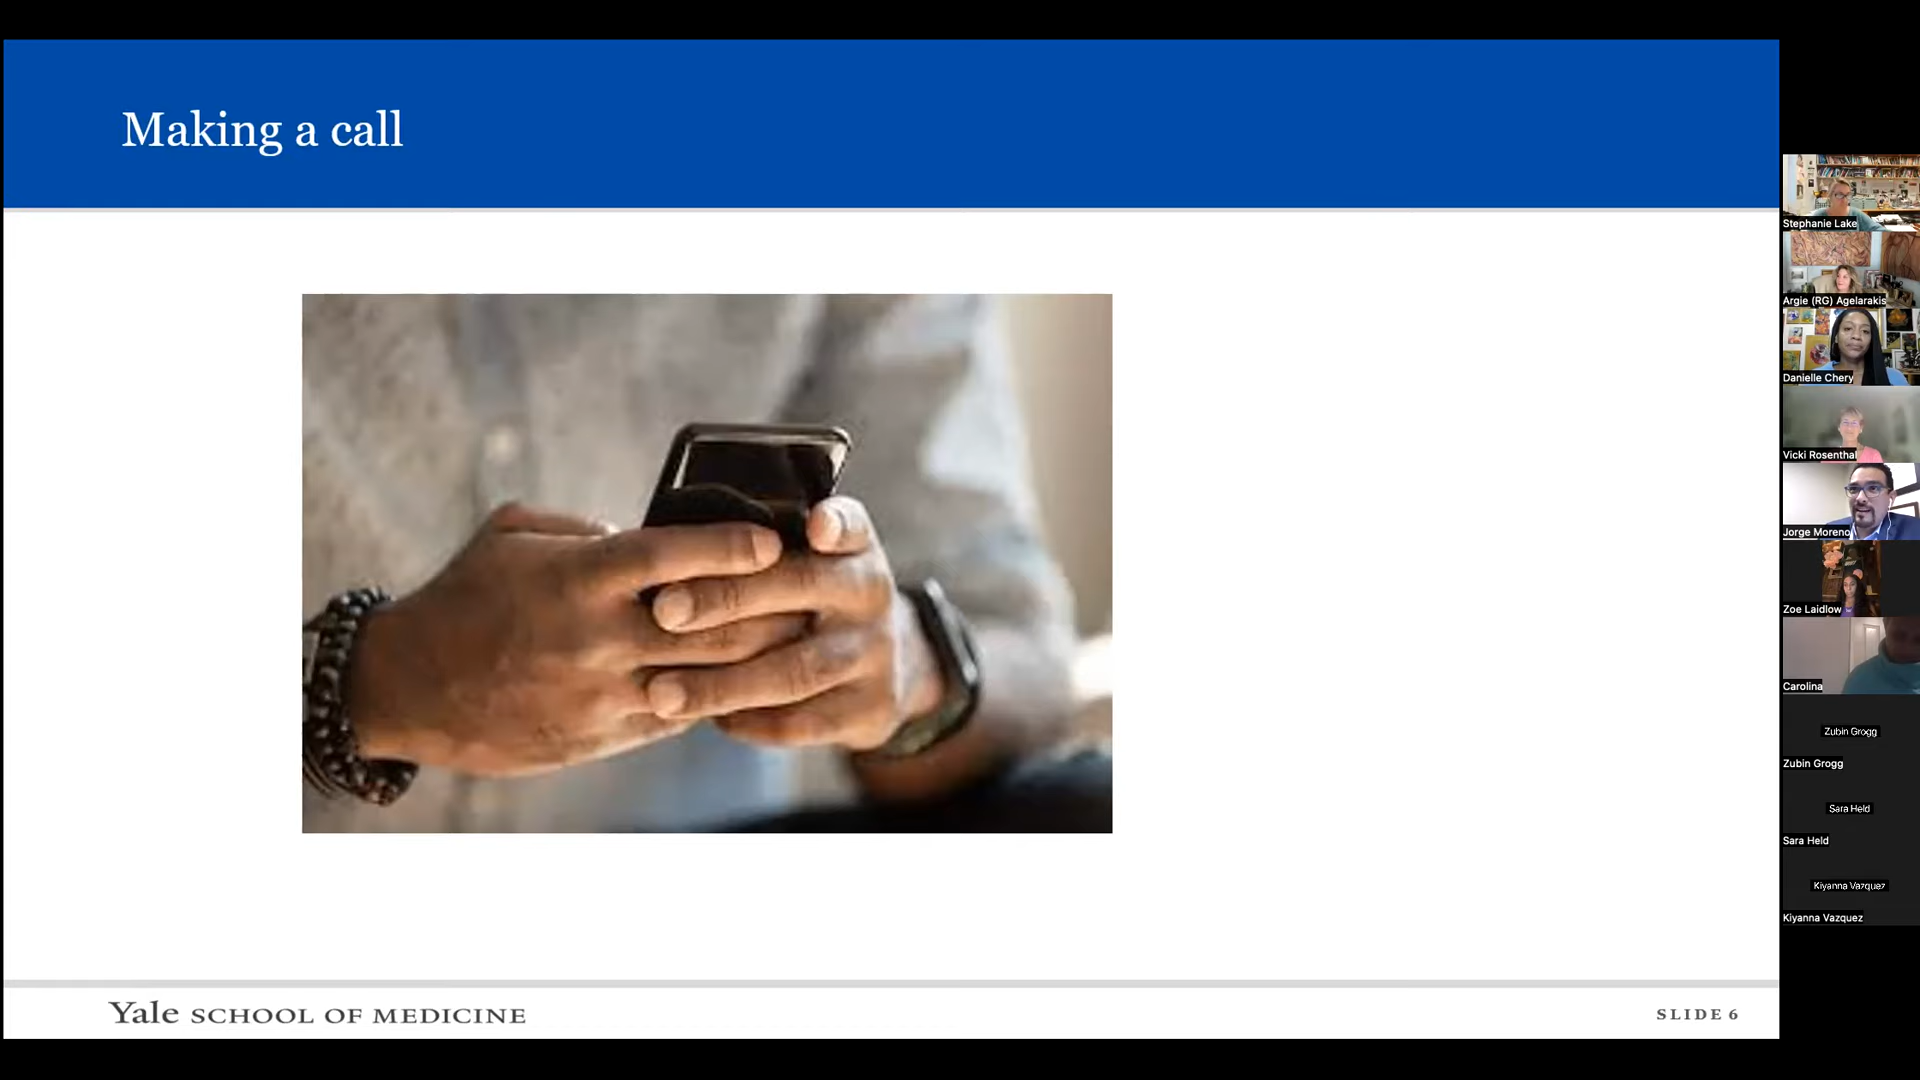 Making a call
Stephanie Lake
Argie (RG) Agelarakis
Danielle Chery
Vicki Rosenthal
Jorge Moreno
Zoe Laidlow
Carolina
Zubin Grogg
Zubin Grogg
Sara Held
Sara Held
Kiyanna Vazquez
Kiyanna Vazquez
Yale SCHOOL OF MEDICINE
SLIDE 6